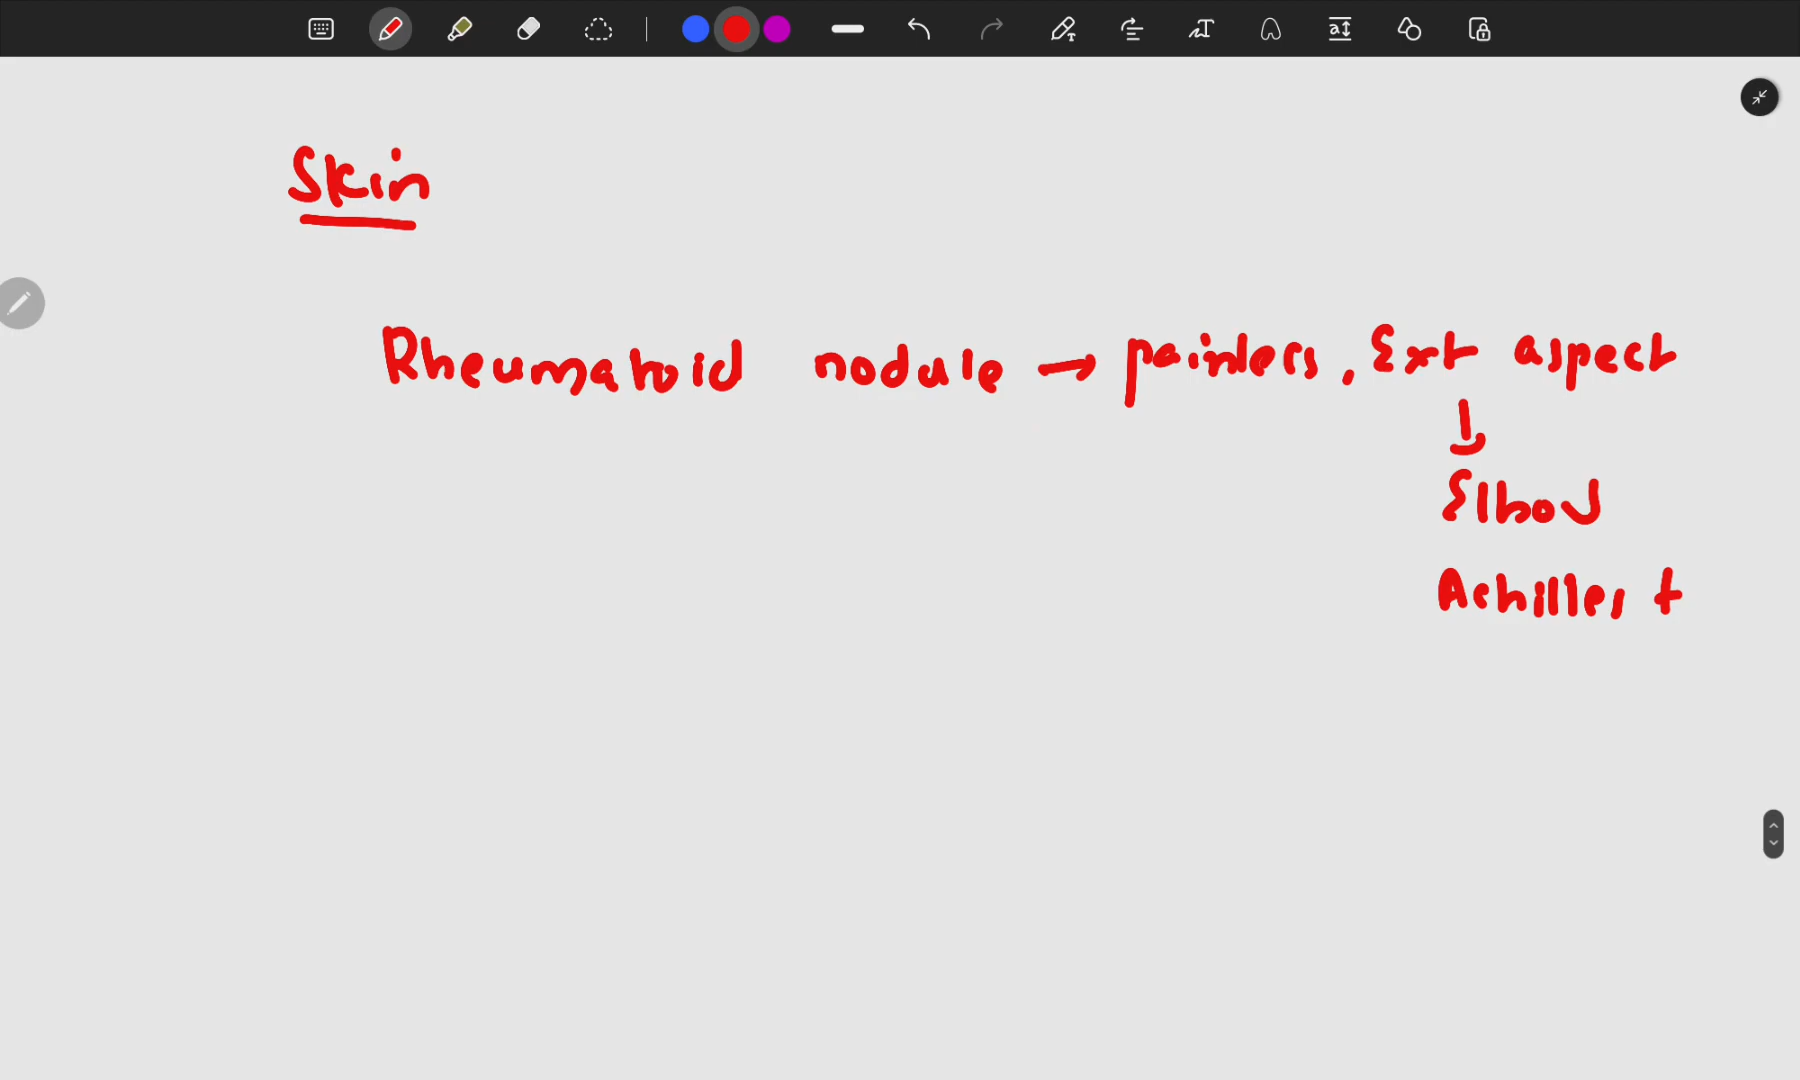 Skin
Rheumatoid nodule → painless, Ext aspect
↓
Elbow
Achilles t